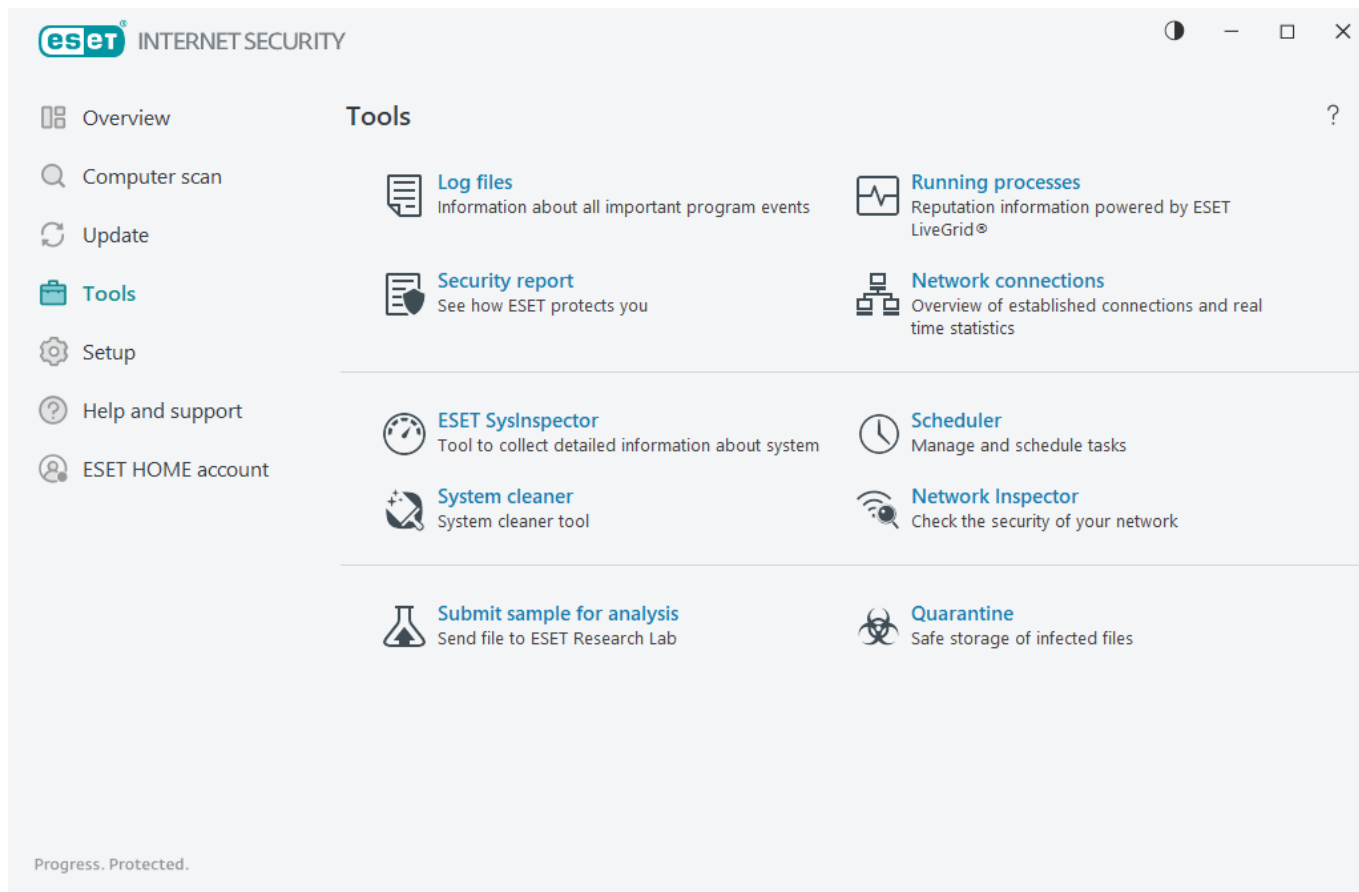 eset® INTERNET SECURITY
Overview
Computer scan
Update
Tools
Setup
Help and support
ESET HOME account
Progress. Protected.
Tools
?
Log files
Information about all important program events
Running processes
Reputation information powered by ESET
LiveGrid®
Security report
See how ESET protects you
Network connections
Overview of established connections and real
time statistics
ESET SysInspector
Tool to collect detailed information about system
Scheduler
Manage and schedule tasks
System cleaner
System cleaner tool
Network Inspector
Check the security of your network
Submit sample for analysis
Send file to ESET Research Lab
Quarantine
Safe storage of infected files